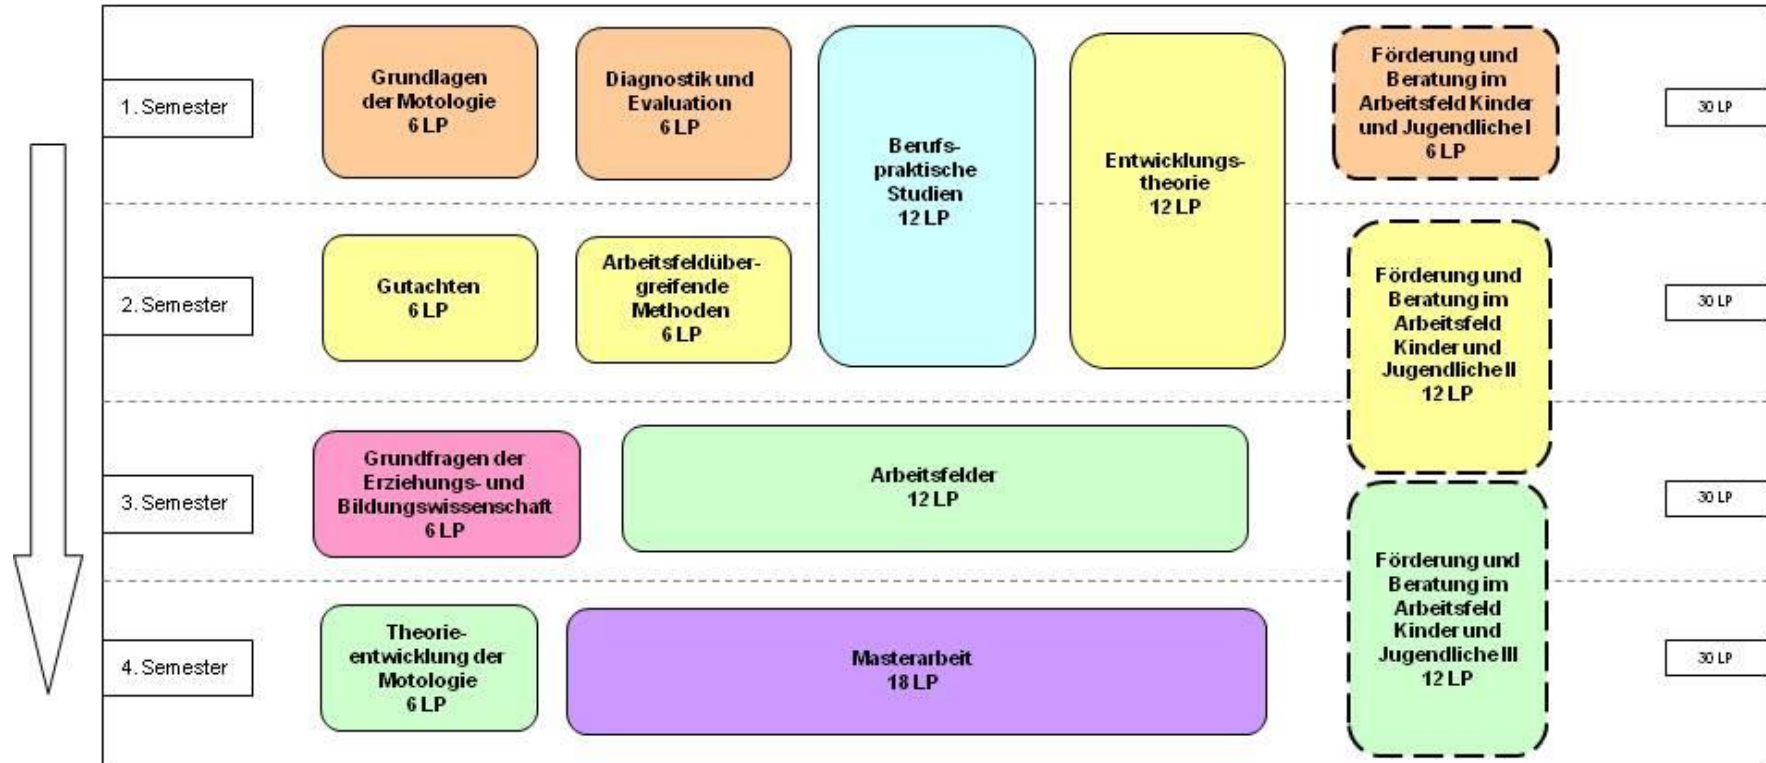 1. Semester
Grundlagen
der Motologie
6 LP
Diagnostik und
Evaluation
6 LP
Berufs-
praktische
Studien
12 LP
Entwicklungs-
theorie
12 LP
Förderung und
Beratung im
Arbeitsfeld Kinder
und Jugendliche I
6 LP
30 LP
2. Semester
Gutachten
6 LP
Arbeitsfeldüber-
greifende
Methoden
6 LP
Förderung und
Beratung im
Arbeitsfeld
Kinder und
Jugendliche II
12 LP
30 LP
3. Semester
Grundfragen der
Erziehungs- und
Bildungswissenschaft
6 LP
Arbeitsfelder
12 LP
30 LP
Förderung und
Beratung im
Arbeitsfeld
Kinder und
Jugendliche III
12 LP
4. Semester
Theorie-
entwicklung der
Motologie
6 LP
Masterarbeit
18 LP
30 LP